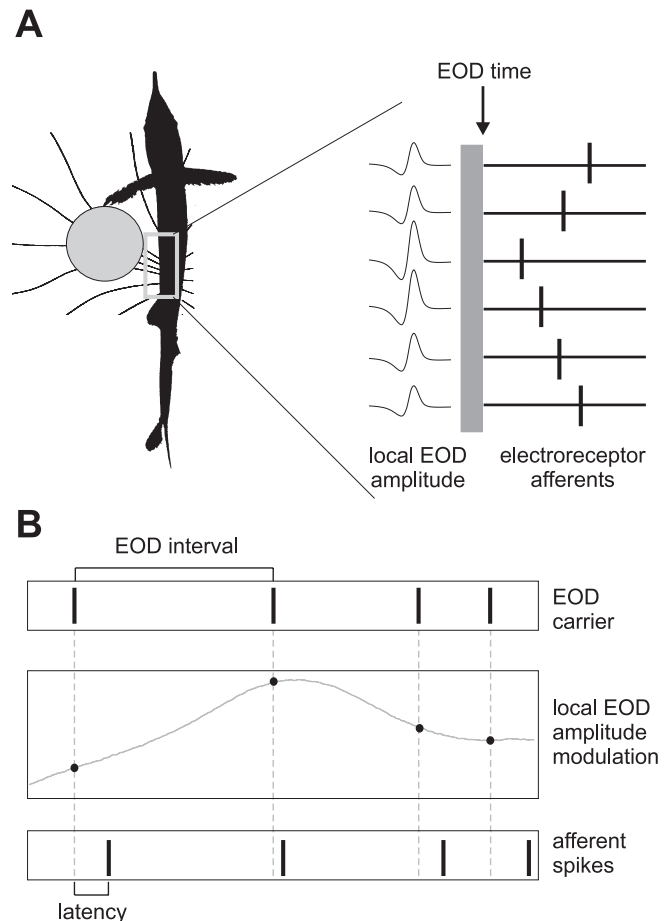 A
EOD time
local EOD
amplitude
electroreceptor
afferents
B
EOD interval
EOD
carrier
local EOD
amplitude
modulation
afferent
spikes
latency